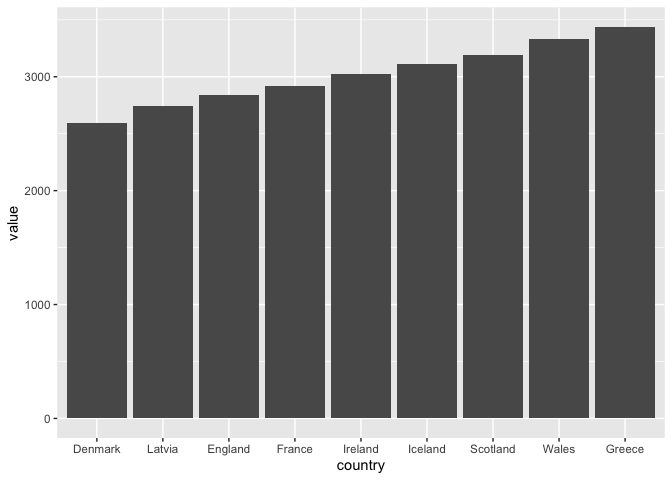 3000
2000
1000
0
value
Denmark Latvia England France Ireland Iceland Scotland Wales Greece
country